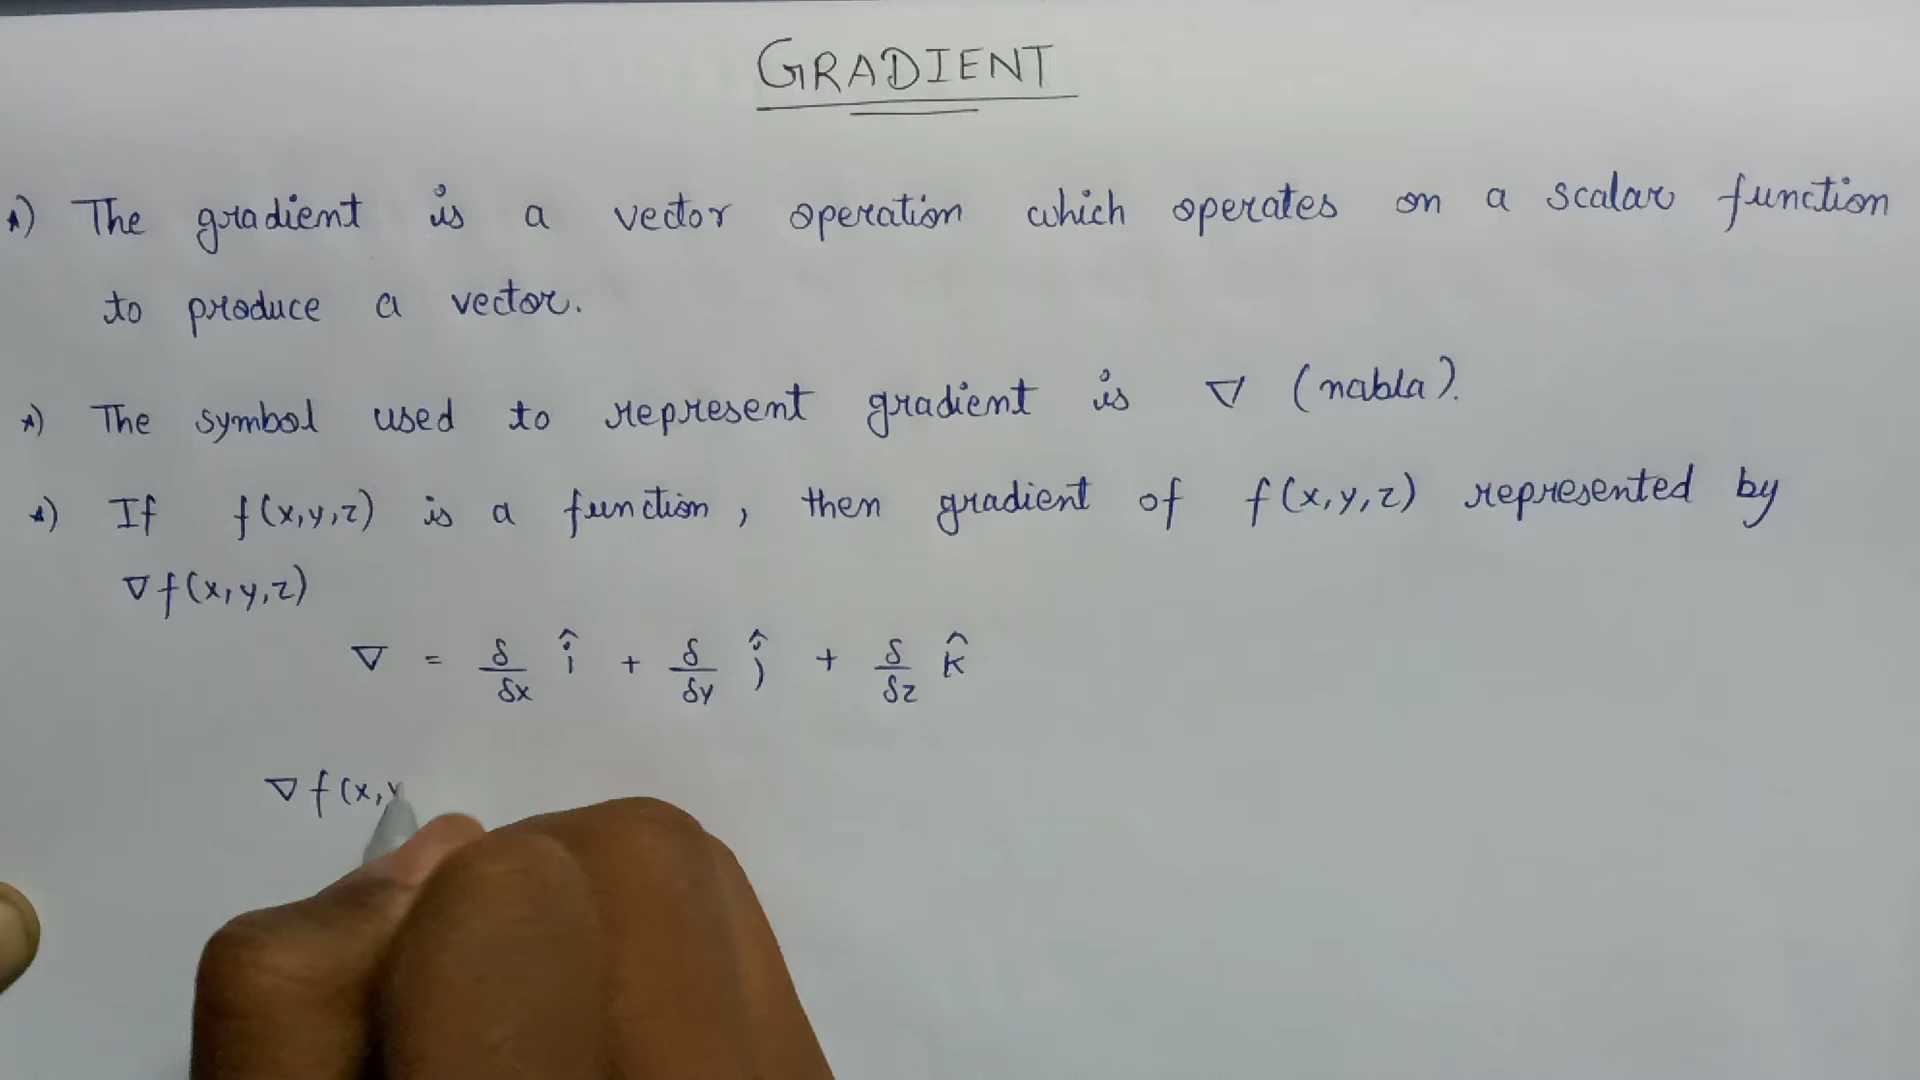 GRADIENT
*) The gradient is a vector operation which operates on a scalar function
to produce a vector.
*) The symbol used to represent gradient is ∇ (nabla).
*) If f(x,y,z) is a function, then gradient of f(x,y,z) represented by
∇f(x,y,z)
∇ = δ/δx î + δ/δy ĵ + δ/δz k̂
∇f(x,y